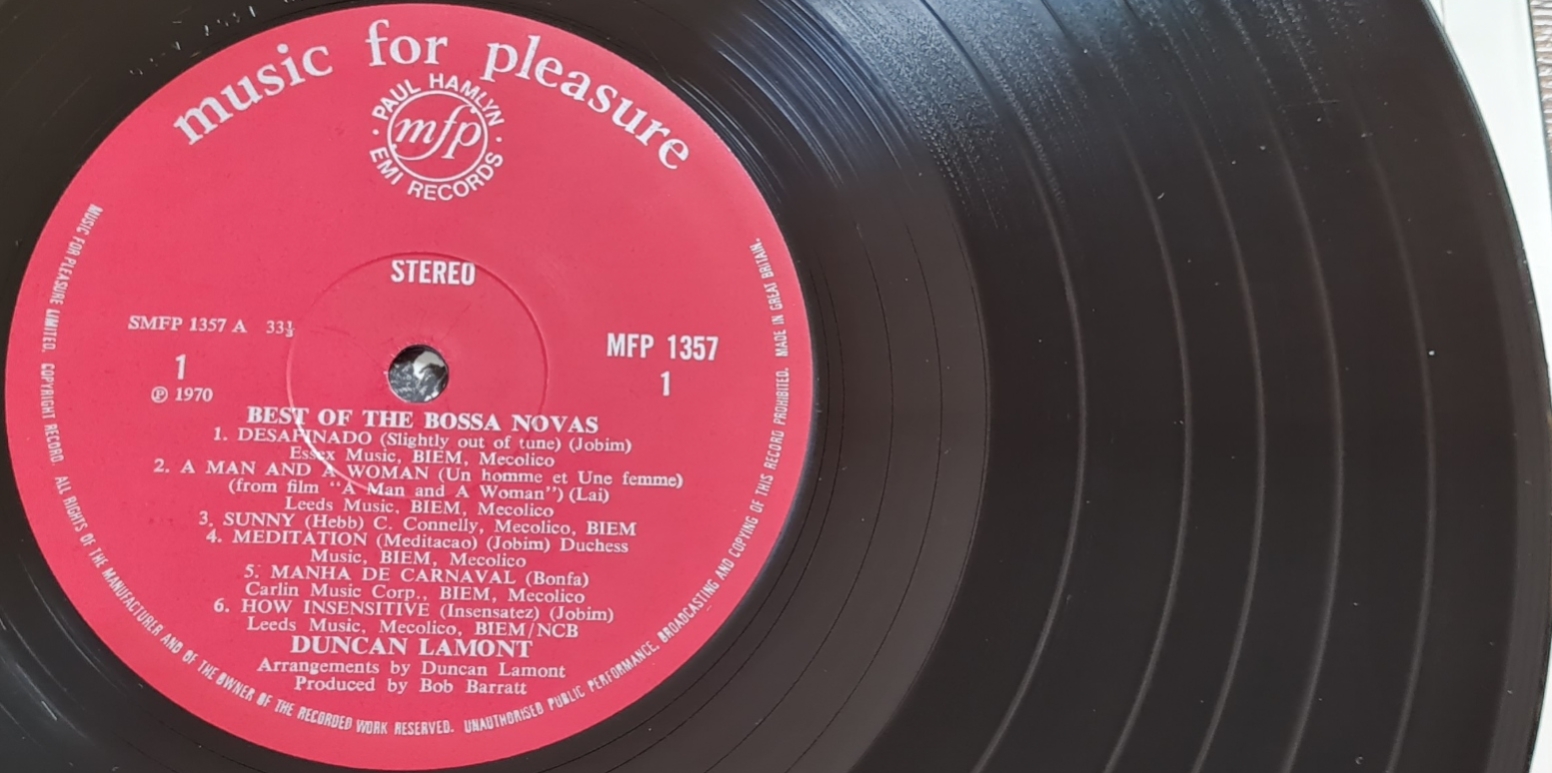 music for pleasure
PAUL HAMLYN
mfp
EMI RECORDS
STEREO
SMFP 1357 A 33⅓
1
℗ 1970
MFP 1357
1
BEST OF THE BOSSA NOVAS
1. DESAFINADO (Slightly out of tune) (Jobim)
Essex Music, BIEM, Mecolico
2. A MAN AND A WOMAN (Un homme et Une femme)
(from film "A Man and A Woman") (Lai)
Leeds Music, BIEM, Mecolico
3. SUNNY (Hebb) C. Connelly, Mecolico, BIEM
4. MEDITATION (Meditacao) (Jobim) Duchess
Music, BIEM, Mecolico
5. MANHA DE CARNAVAL (Bonfa)
Carlin Music Corp., BIEM, Mecolico
6. HOW INSENSITIVE (Insensatez) (Jobim)
Leeds Music, Mecolico, BIEM/NCB
DUNCAN LAMONT
Arrangements by Duncan Lamont
Produced by Bob Barratt
MUSIC FOR PLEASURE LIMITED. COPYRIGHT RECORD. ALL RIGHTS OF THE MANUFACTURER AND OF THE OWNER OF THE RECORDED WORK RESERVED. UNAUTHORISED PUBLIC PERFORMANCE, BROADCASTING AND COPYING OF THIS RECORD PROHIBITED. MADE IN GREAT BRITAIN.